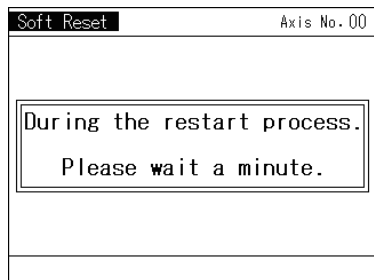 Soft Reset
Axis No.00
During the restart process.
Please wait a minute.